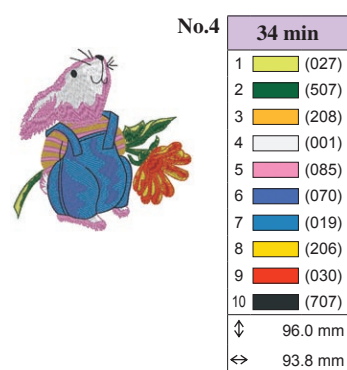 No.4
34 min
1 (027)
2 (507)
3 (208)
4 (001)
5 (085)
6 (070)
7 (019)
8 (206)
9 (030)
10 (707)
96.0 mm
93.8 mm